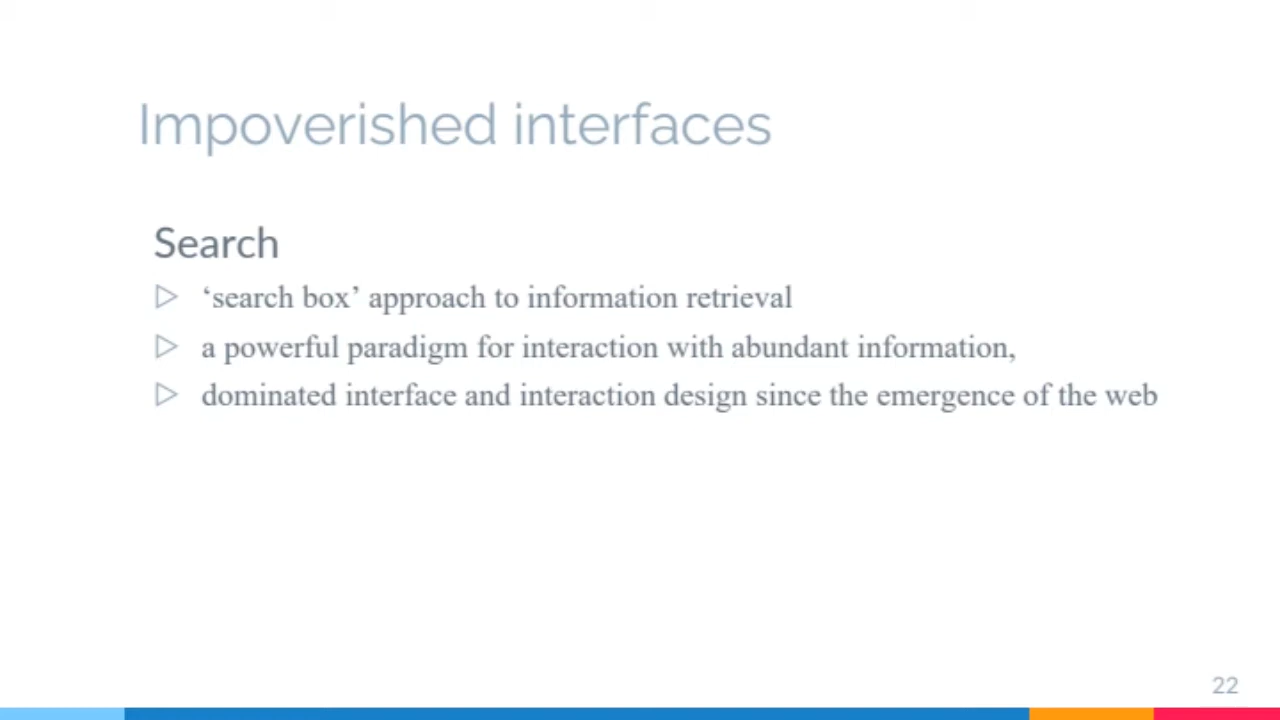 Impoverished interfaces
Search
‘search box’ approach to information retrieval
a powerful paradigm for interaction with abundant information,
dominated interface and interaction design since the emergence of the web
22